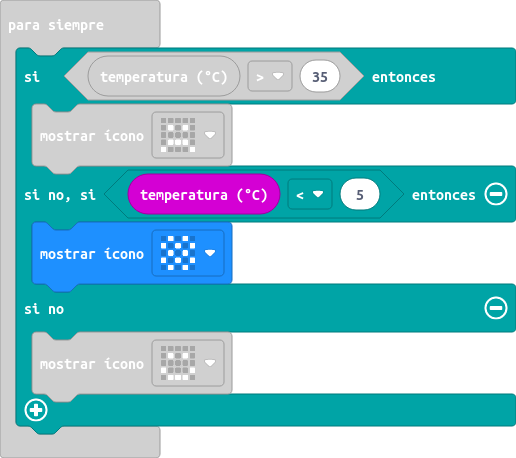 para siempre
si temperatura (°C) > 35 entonces
mostrar ícono
si no, si temperatura (°C) < 5 entonces
mostrar ícono
si no
mostrar ícono